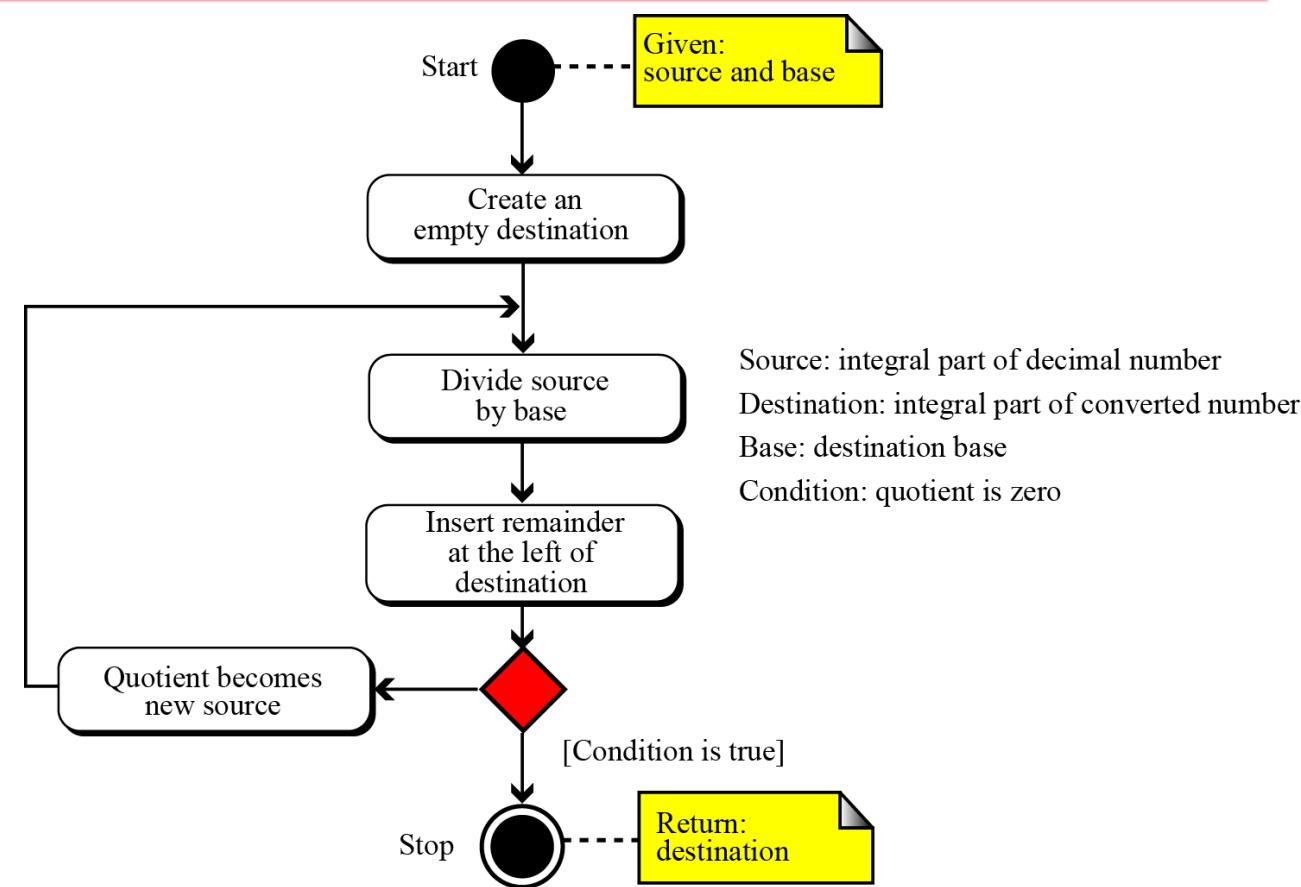 Start
Given:
source and base
Create an
empty destination
Divide source
by base
Source: integral part of decimal number
Destination: integral part of converted number
Base: destination base
Condition: quotient is zero
Insert remainder
at the left of
destination
Quotient becomes
new source
[Condition is true]
Stop
Return:
destination